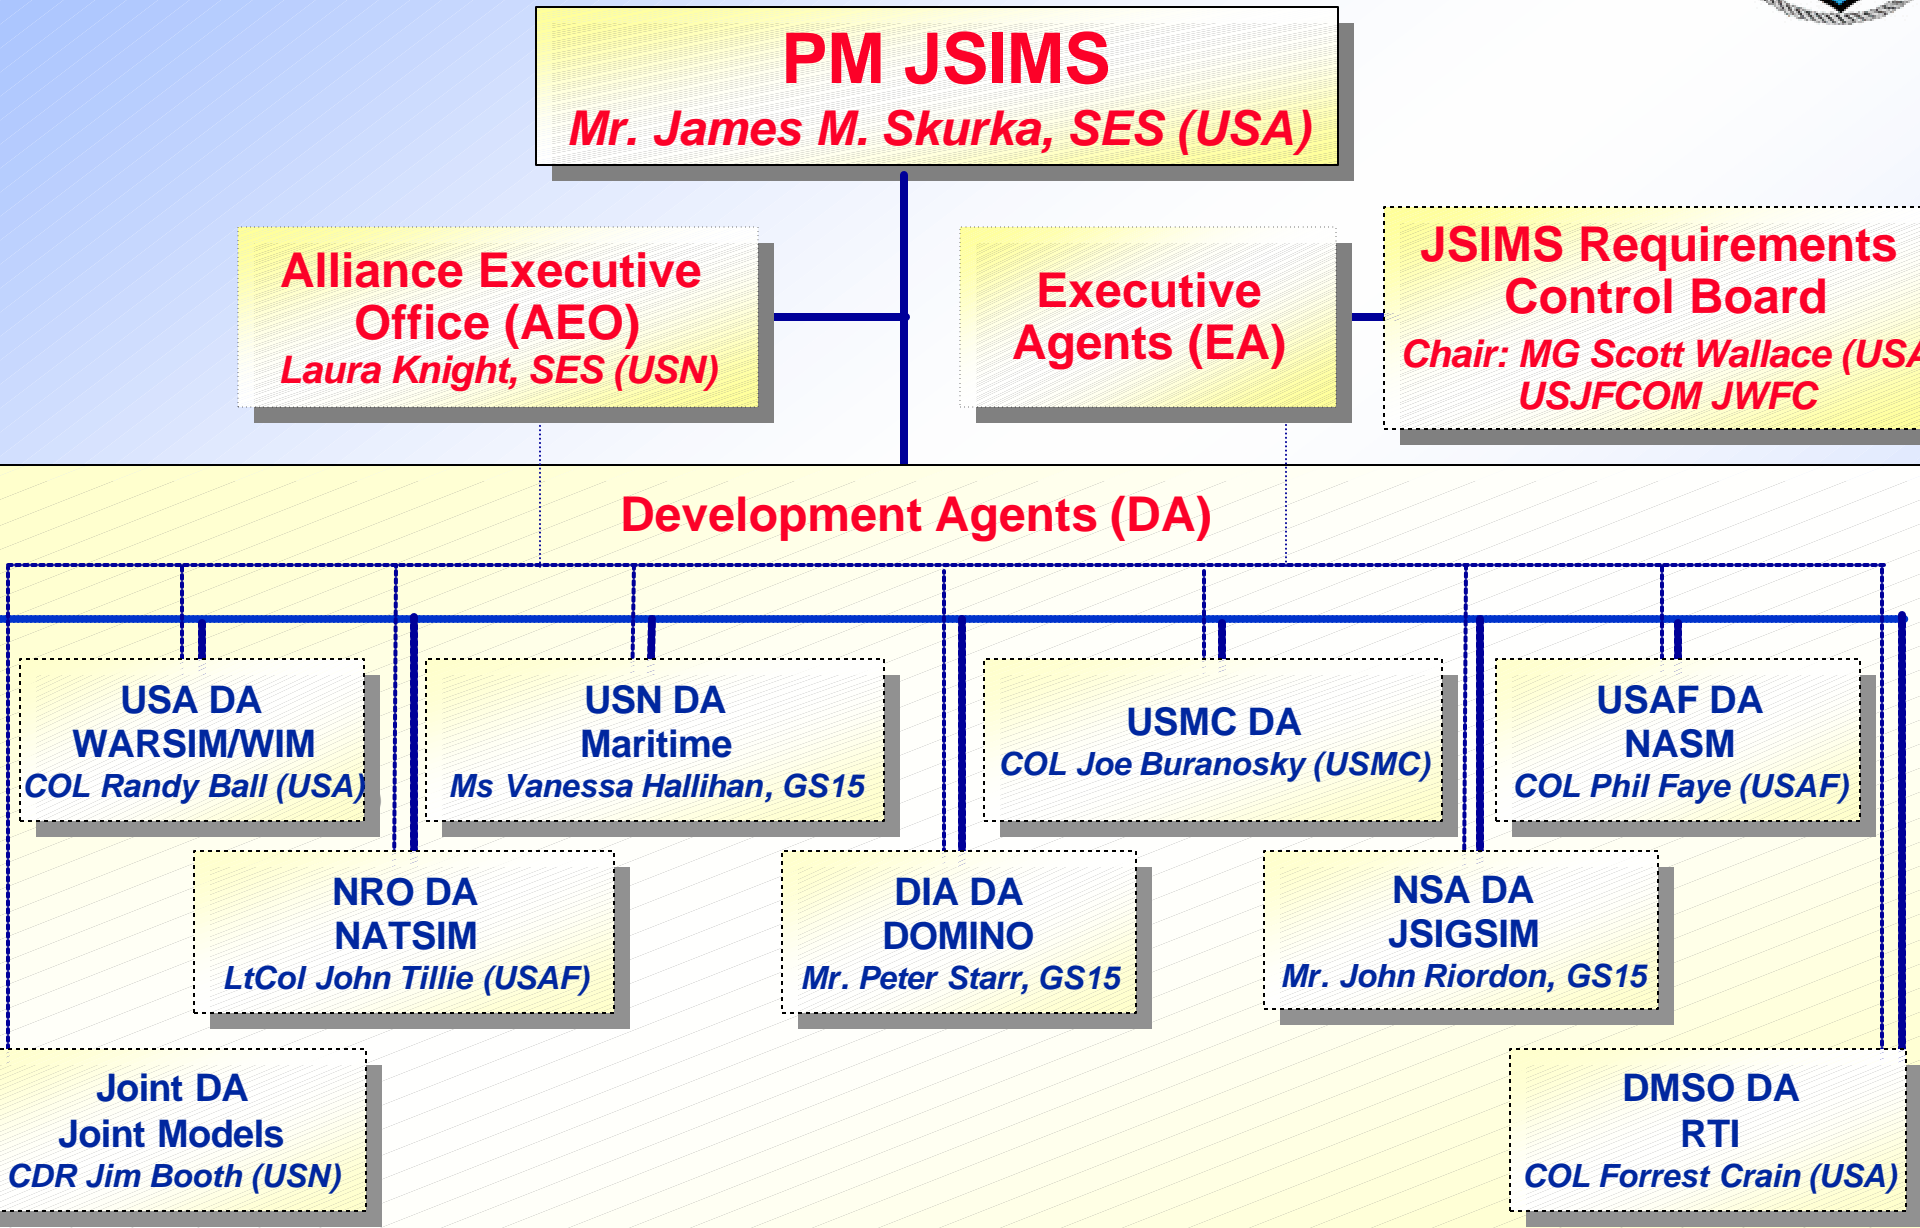 PM JSIMS
Mr. James M. Skurka, SES (USA)
Alliance Executive
Office (AEO)
Laura Knight, SES (USN)
Executive
Agents (EA)
JSIMS Requirements
Control Board
Chair: MG Scott Wallace (USA
USJFCOM JWFC
Development Agents (DA)
USA DA
WARSIM/WIM
COL Randy Ball (USA)
USN DA
Maritime
Ms Vanessa Hallihan, GS15
USMC DA
COL Joe Buranosky (USMC)
USAF DA
NASM
COL Phil Faye (USAF)
NRO DA
NATSIM
LtCol John Tillie (USAF)
DIA DA
DOMINO
Mr. Peter Starr, GS15
NSA DA
JSIGSIM
Mr. John Riordon, GS15
Joint DA
Joint Models
CDR Jim Booth (USN)
DMSO DA
RTI
COL Forrest Crain (USA)